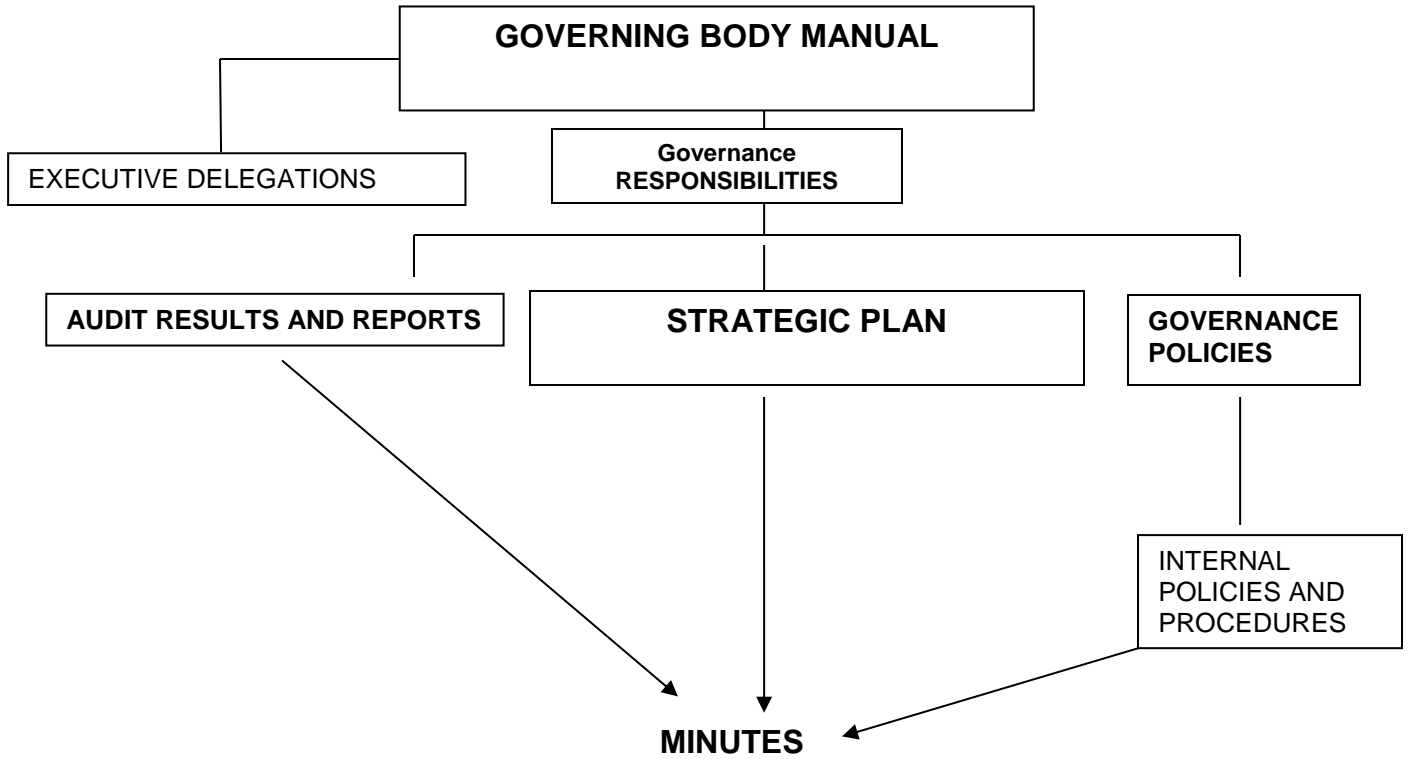 GOVERNING BODY MANUAL
Governance
RESPONSIBILITIES
EXECUTIVE DELEGATIONS
AUDIT RESULTS AND REPORTS
STRATEGIC PLAN
GOVERNANCE
POLICIES
INTERNAL
POLICIES AND
PROCEDURES
MINUTES